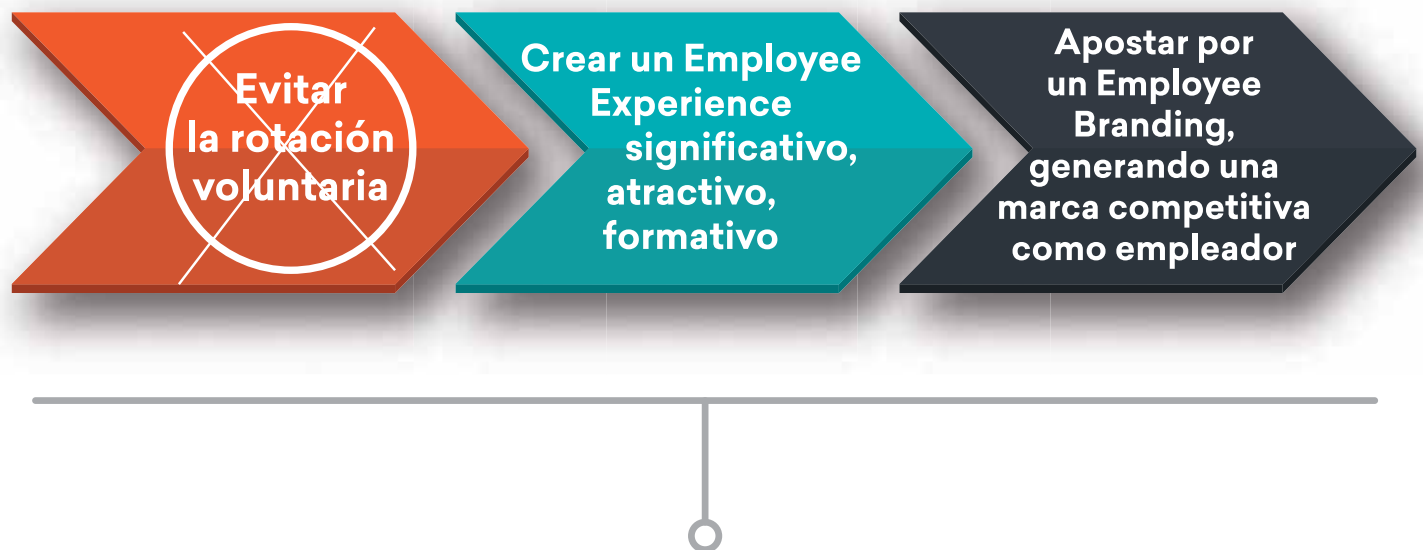 Evitar
la rotación
voluntaria
Crear un Employee
Experience
significativo,
atractivo,
formativo
Apostar por
un Employee
Branding,
generando una
marca competitiva
como empleador